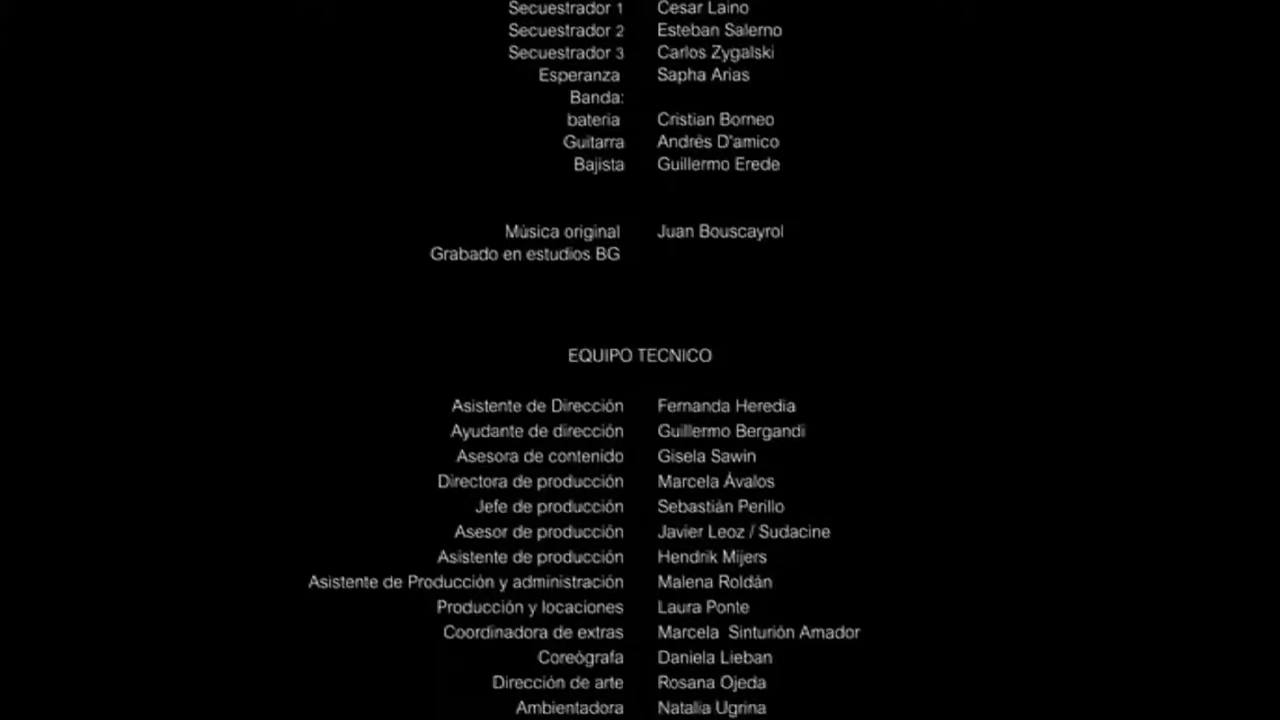 Secuestrador 1 Cesar Laino
Secuestrador 2 Esteban Salerno
Secuestrador 3 Carlos Zygalski
Esperanza Sapha Arias
Banda:
bateria Cristian Borneo
Guitarra Andrés D'amico
Bajista Guillermo Erede
Música original Juan Bouscayrol
Grabado en estudios BG
EQUIPO TECNICO
Asistente de Dirección Fernanda Heredia
Ayudante de dirección Guillermo Bergandi
Asesora de contenido Gisela Sawin
Directora de producción Marcela Ávalos
Jefe de producción Sebastián Perillo
Asesor de producción Javier Leoz / Sudacine
Asistente de producción Hendrik Mijers
Asistente de Producción y administración Malena Roldán
Producción y locaciones Laura Ponte
Coordinadora de extras Marcela Sinturión Amador
Coreógrafa Daniela Lieban
Dirección de arte Rosana Ojeda
Ambientadora Natalia Ugrina